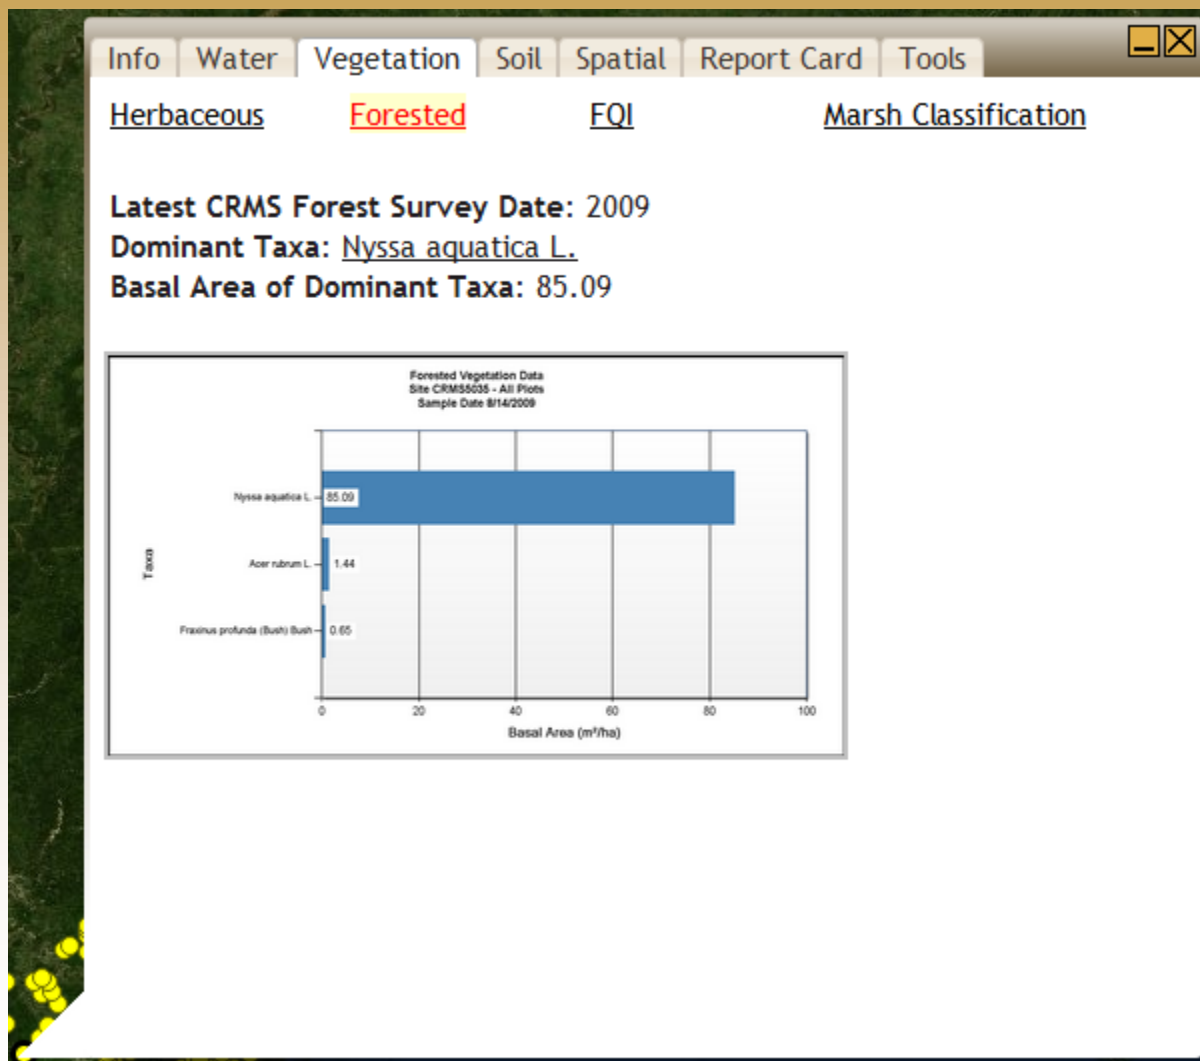 Info Water Vegetation Soil Spatial Report Card Tools
Herbaceous Forested FQI Marsh Classification
Latest CRMS Forest Survey Date: 2009
Dominant Taxa: Nyssa aquatica L.
Basal Area of Dominant Taxa: 85.09
Forested Vegetation Data
Site CRMS5035 - All Plots
Sample Date 8/14/2009
Taxa
Nyssa aquatica L. 85.09
Acer rubrum L. 1.44
Fraxinus profunda (Bush) Bush 0.65
0 20 40 60 80 100
Basal Area (m²/ha)